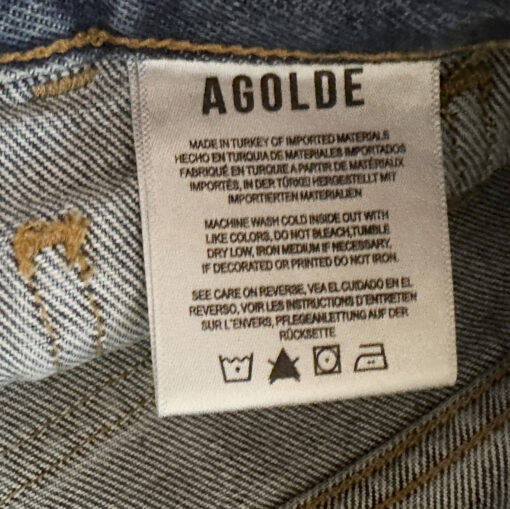 AGOLDE
MADE IN TURKEY OF IMPORTED MATERIALS
HECHO EN TURQUIA DE MATERIALES IMPORTADOS
FABRIQUÉ EN TURQUIE A PARTIR DE MATÉRIAUX
IMPORTÉS, IN DER TÜRKEI HERGESTELLT MIT
IMPORTIERTEN MATERIALIEN
MACHINE WASH COLD INSIDE OUT WITH
LIKE COLORS, DO NOT BLEACH, TUMBLE
DRY LOW, IRON MEDIUM IF NECESSARY.
IF DECORATED OR PRINTED DO NOT IRON.
SEE CARE ON REVERSE, VEA EL CUIDADO EN EL
REVERSO, VOIR LES INSTRUCTIONS D'ENTRETIEN
SUR L'ENVERS, PFLEGEANLEITUNG AUF DER
RÜCKSETTE